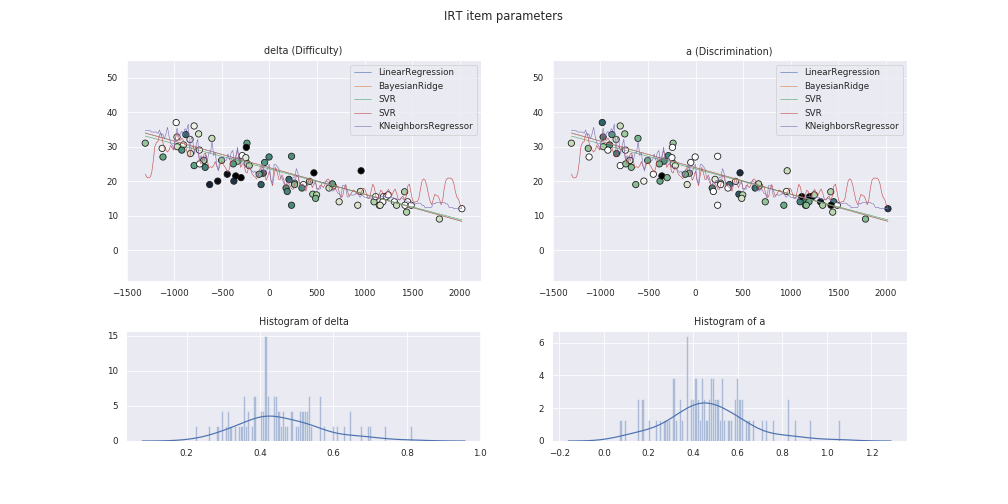 IRT item parameters
delta (Difficulty)
a (Discrimination)
LinearRegression
BayesianRidge
SVR
SVR
KNeighborsRegressor
50
40
30
20
10
0
−1500 −1000 −500 0 500 1000 1500 2000
LinearRegression
BayesianRidge
SVR
SVR
KNeighborsRegressor
50
40
30
20
10
0
−1500 −1000 −500 0 500 1000 1500 2000
Histogram of delta
15
10
5
0
0.2 0.4 0.6 0.8 1.0
Histogram of a
6
4
2
0
−0.2 0.0 0.2 0.4 0.6 0.8 1.0 1.2